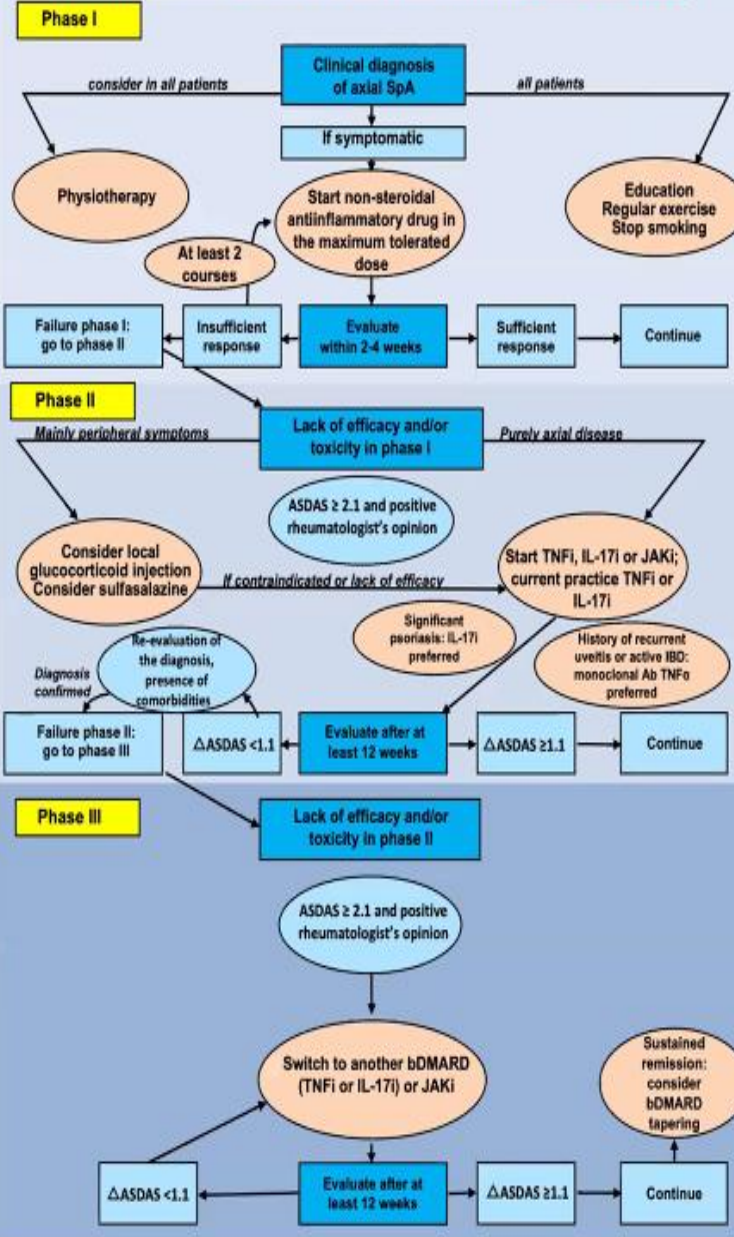 Phase I
Clinical diagnosis
of axial SpA
consider in all patients
all patients
If symptomatic
Physiotherapy
Start non-steroidal
antiinflammatory drug in
the maximum tolerated
dose
Education
Regular exercise
Stop smoking
At least 2
courses
Failure phase I:
go to phase II
Insufficient
response
Evaluate
within 2-4 weeks
Sufficient
response
Continue
Phase II
Lack of efficacy and/or
toxicity in phase I
Mainly peripheral symptoms
Purely axial disease
ASDAS ≥ 2.1 and positive
rheumatologist's opinion
Consider local
glucocorticoid injection
Consider sulfasalazine
If contraindicated or lack of efficacy
Start TNFi, IL-17i or JAKi;
current practice TNFi or
IL-17i
Significant
psoriasis: IL-17i
preferred
History of recurrent
uveitis or active IBD:
monoclonal Ab TNFα
preferred
Re-evaluation of
the diagnosis,
presence of
comorbidities
Diagnosis
confirmed
Failure phase II:
go to phase III
△ASDAS <1.1
Evaluate after at
least 12 weeks
△ASDAS ≥1.1
Continue
Phase III
Lack of efficacy and/or
toxicity in phase II
ASDAS ≥ 2.1 and positive
rheumatologist's opinion
Switch to another bDMARD
(TNFi or IL-17i) or JAKi
Sustained
remission:
consider
bDMARD
tapering
△ASDAS <1.1
Evaluate after at
least 12 weeks
△ASDAS ≥1.1
Continue